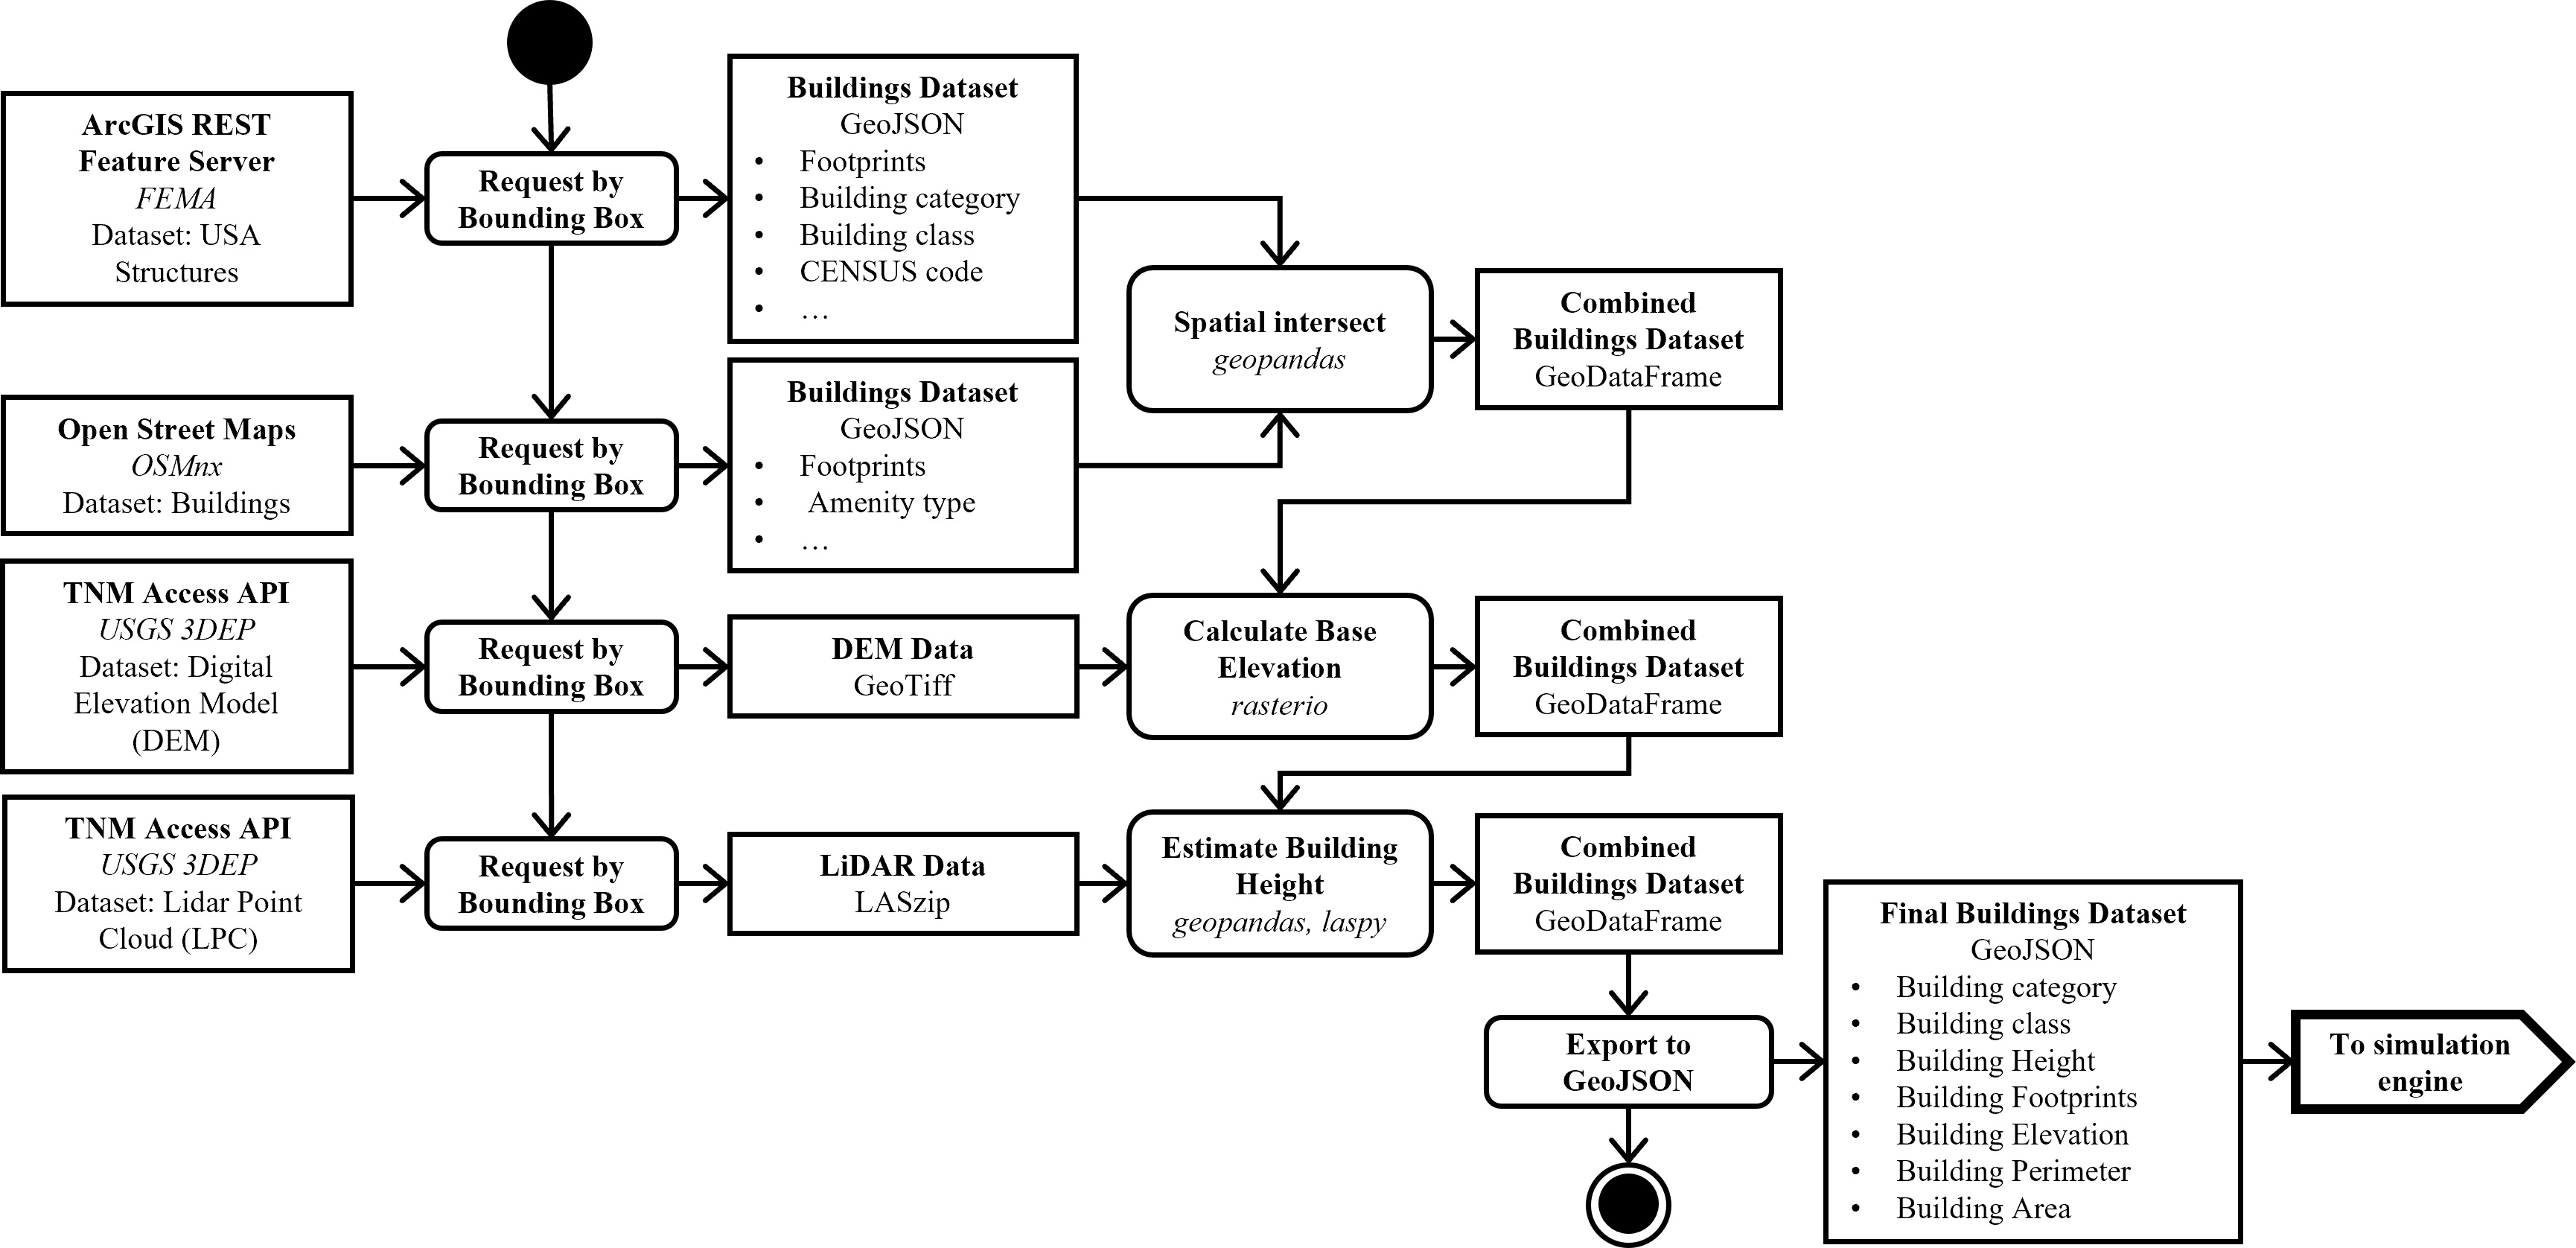 ArcGIS REST
Feature Server
FEMA
Dataset: USA
Structures
Request by
Bounding Box
Buildings Dataset
GeoJSON
• Footprints
• Building category
• Building class
• CENSUS code
• …
Spatial intersect
geopandas
Combined
Buildings Dataset
GeoDataFrame
Open Street Maps
OSMnx
Dataset: Buildings
Request by
Bounding Box
Buildings Dataset
GeoJSON
• Footprints
• Amenity type
• …
TNM Access API
USGS 3DEP
Dataset: Digital
Elevation Model
(DEM)
Request by
Bounding Box
DEM Data
GeoTiff
Calculate Base
Elevation
rasterio
Combined
Buildings Dataset
GeoDataFrame
TNM Access API
USGS 3DEP
Dataset: Lidar Point
Cloud (LPC)
Request by
Bounding Box
LiDAR Data
LASzip
Estimate Building
Height
geopandas, laspy
Combined
Buildings Dataset
GeoDataFrame
Export to
GeoJSON
Final Buildings Dataset
GeoJSON
• Building category
• Building class
• Building Height
• Building Footprints
• Building Elevation
• Building Perimeter
• Building Area
To simulation
engine